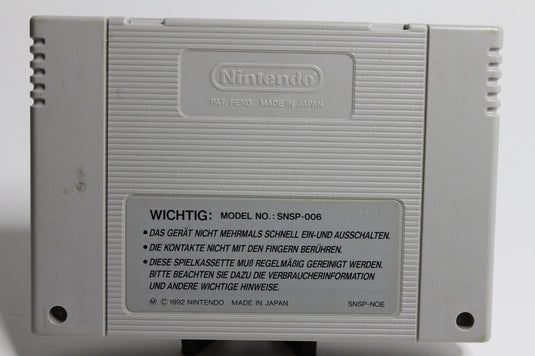 Nintendo
PAT. PEND. MADE IN JAPAN
WICHTIG: MODEL NO.: SNSP-006
• DAS GERÄT NICHT MEHRMALS SCHNELL EIN-UND AUSSCHALTEN.
• DIE KONTAKTE NICHT MIT DEN FINGERN BERÜHREN.
• DIESE SPIELKASSETTE MUß REGELMÄßIG GEREINIGT WERDEN.
BITTE BEACHTEN SIE DAZU DIE VERBRAUCHERINFORMATION
UND ANDERE WICHTIGE HINWEISE.
Ⓜ © 1992 NINTENDO MADE IN JAPAN SNSP-NOE